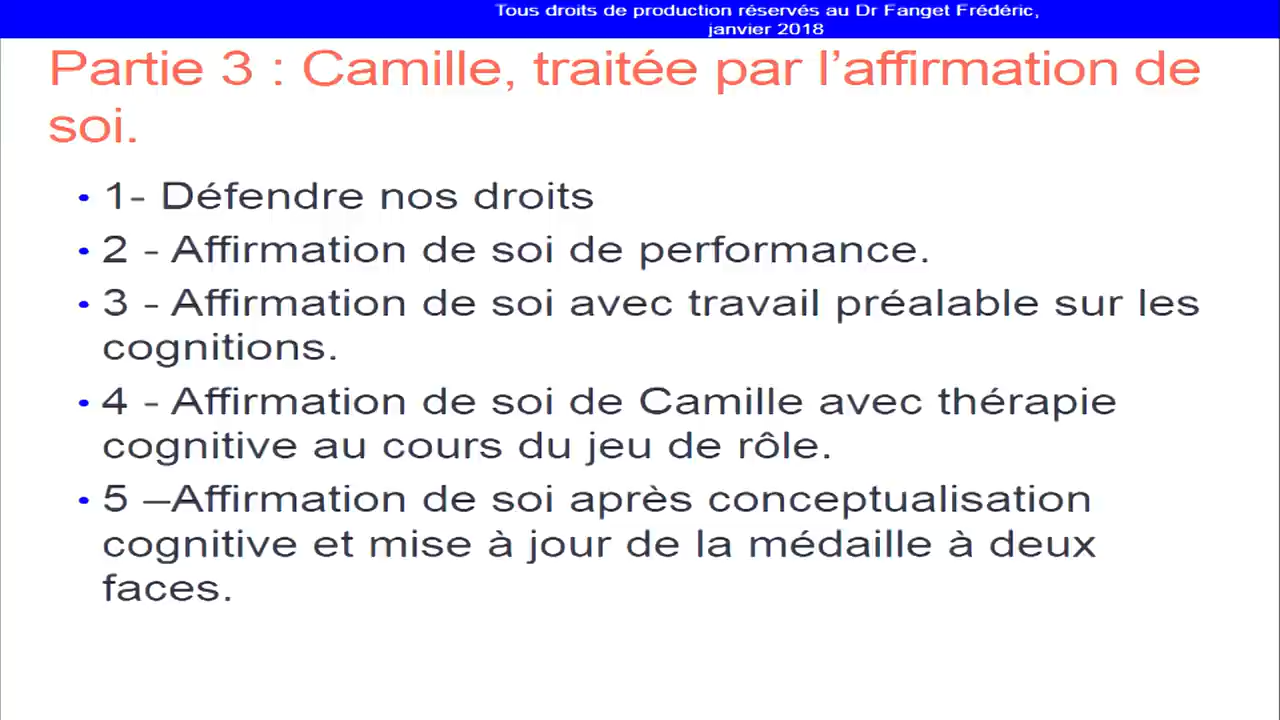 Tous droits de production réservés au Dr Fanget Frédéric,
janvier 2018
Partie 3 : Camille, traitée par l’affirmation de
soi.
• 1- Défendre nos droits
• 2 - Affirmation de soi de performance.
• 3 - Affirmation de soi avec travail préalable sur les
cognitions.
• 4 - Affirmation de soi de Camille avec thérapie
cognitive au cours du jeu de rôle.
• 5 –Affirmation de soi après conceptualisation
cognitive et mise à jour de la médaille à deux
faces.